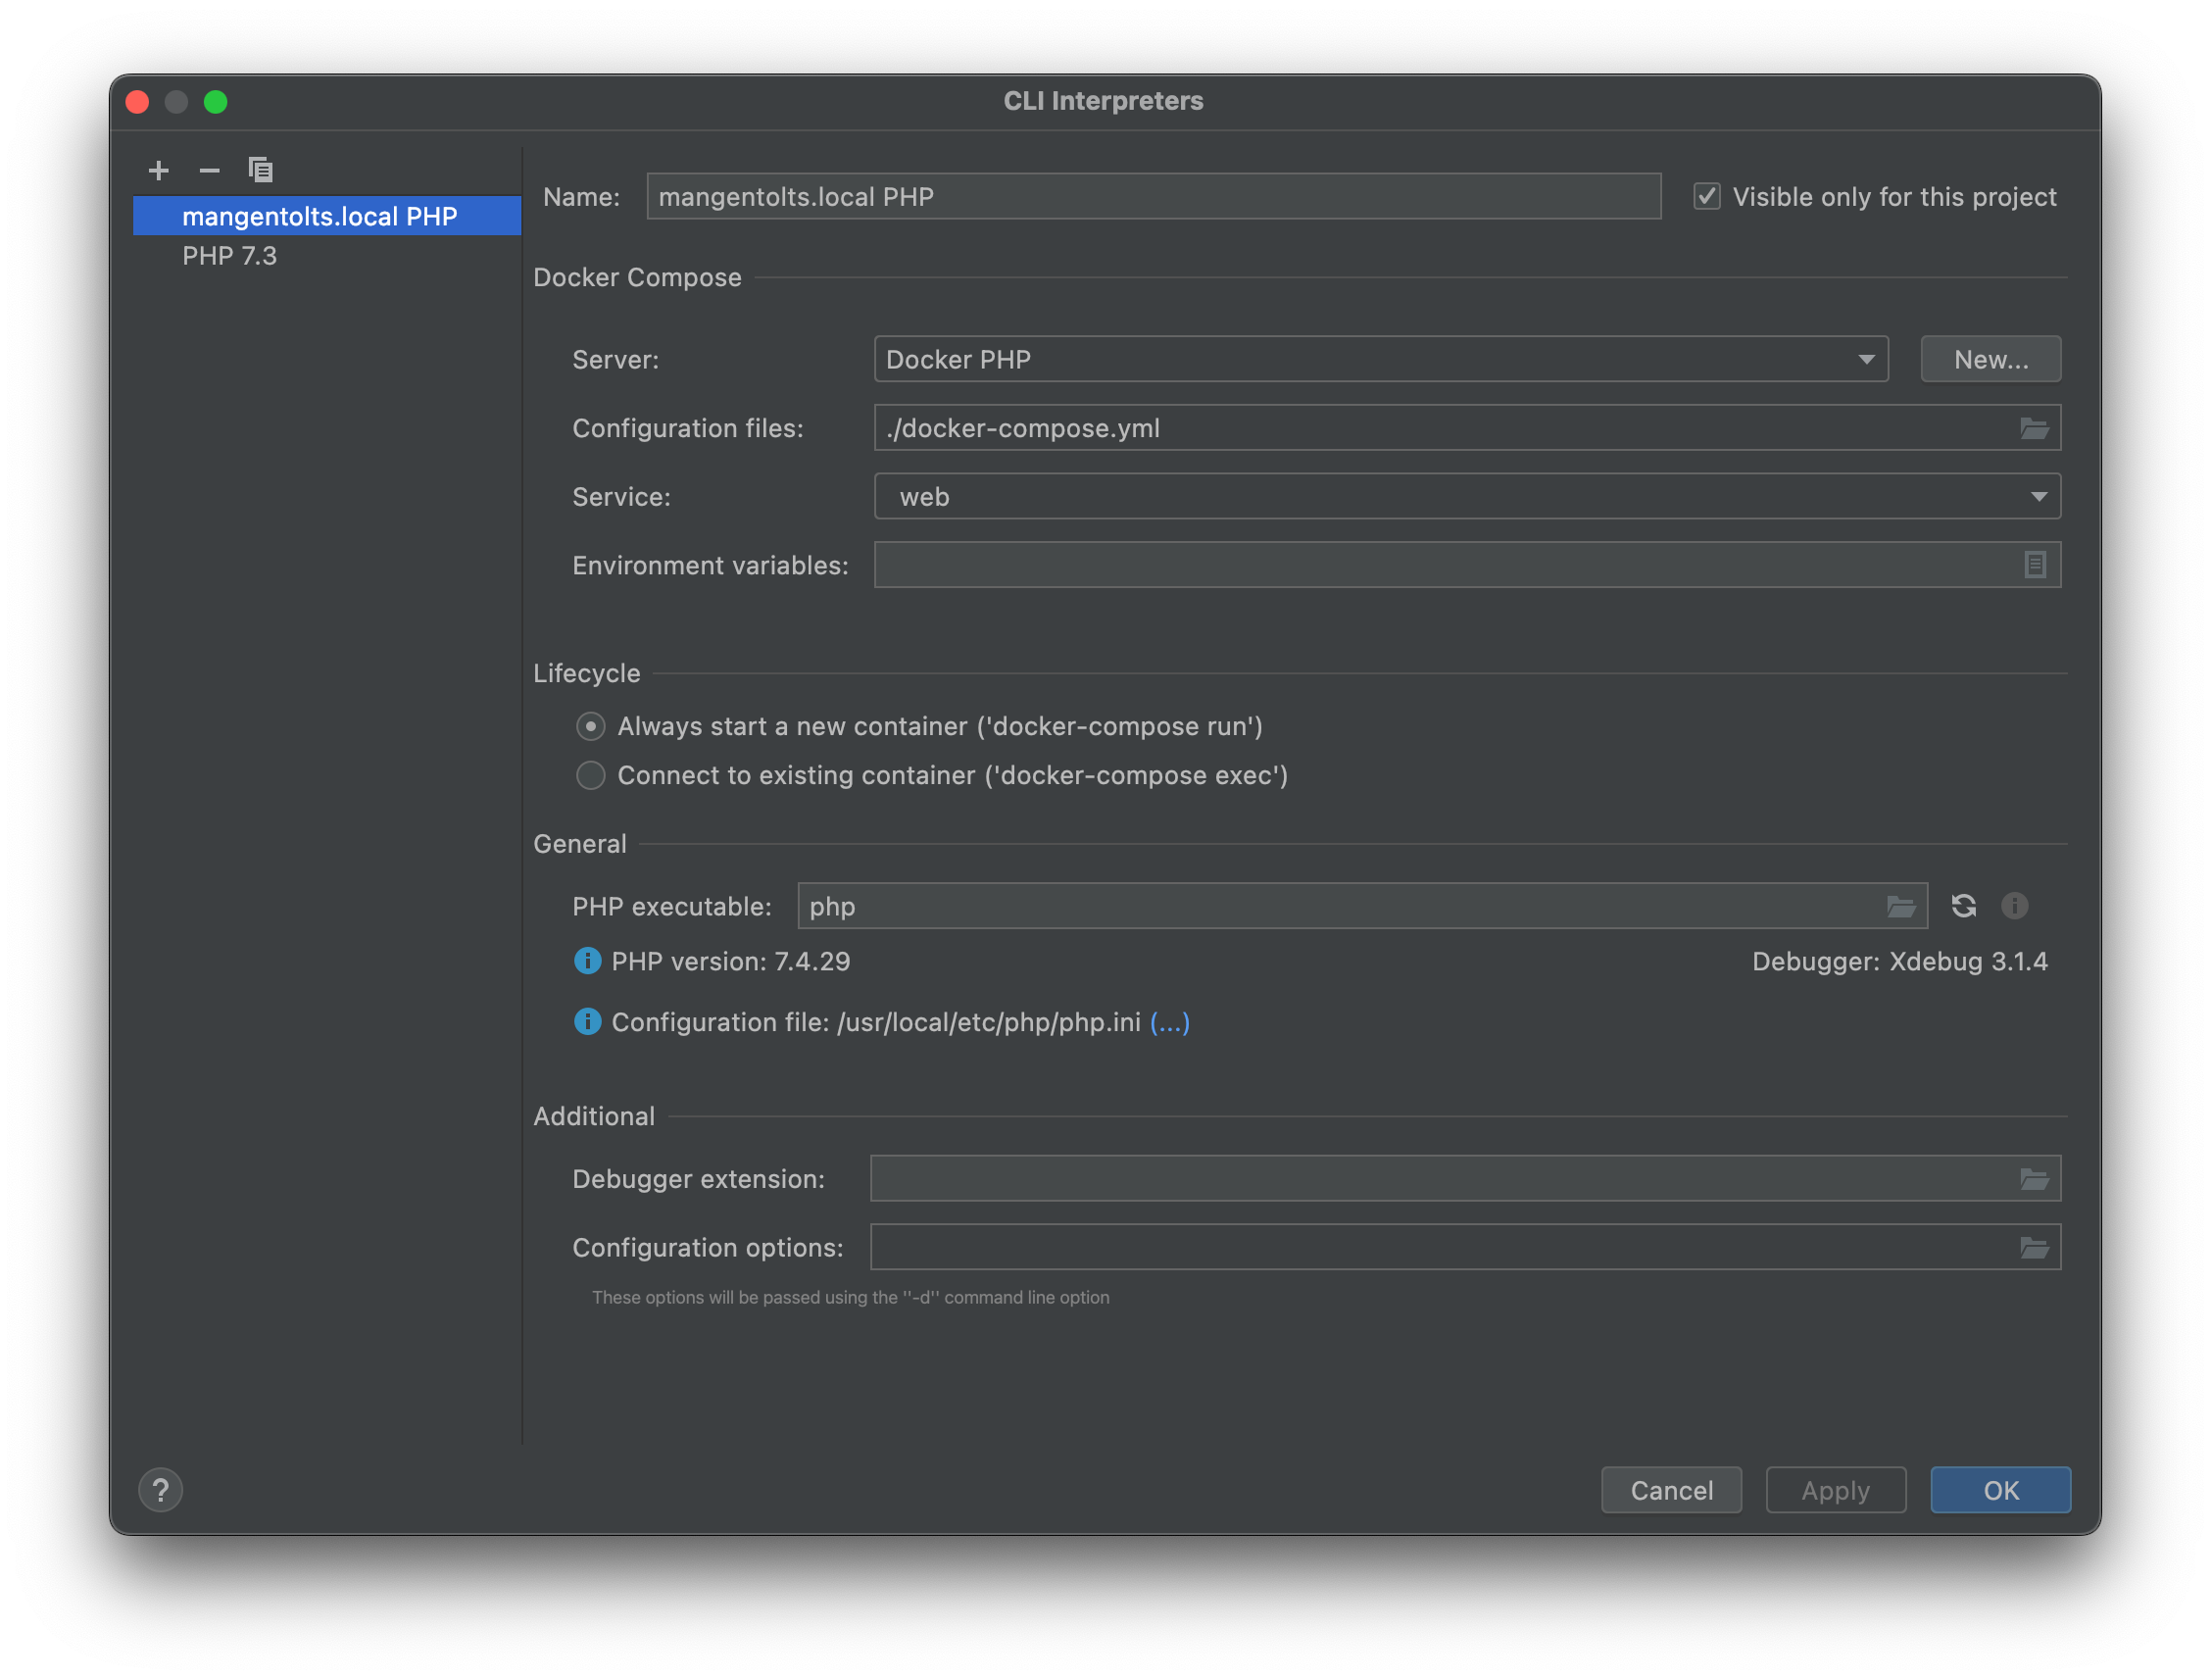 CLI Interpreters
mangentolts.local PHP
PHP 7.3
Name: mangentolts.local PHP Visible only for this project
Docker Compose
Server: Docker PHP New...
Configuration files: ./docker-compose.yml
Service: web
Environment variables:
Lifecycle
Always start a new container ('docker-compose run')
Connect to existing container ('docker-compose exec')
General
PHP executable: php
PHP version: 7.4.29 Debugger: Xdebug 3.1.4
Configuration file: /usr/local/etc/php/php.ini (...)
Additional
Debugger extension:
Configuration options:
These options will be passed using the ''-d'' command line option
? Cancel Apply OK